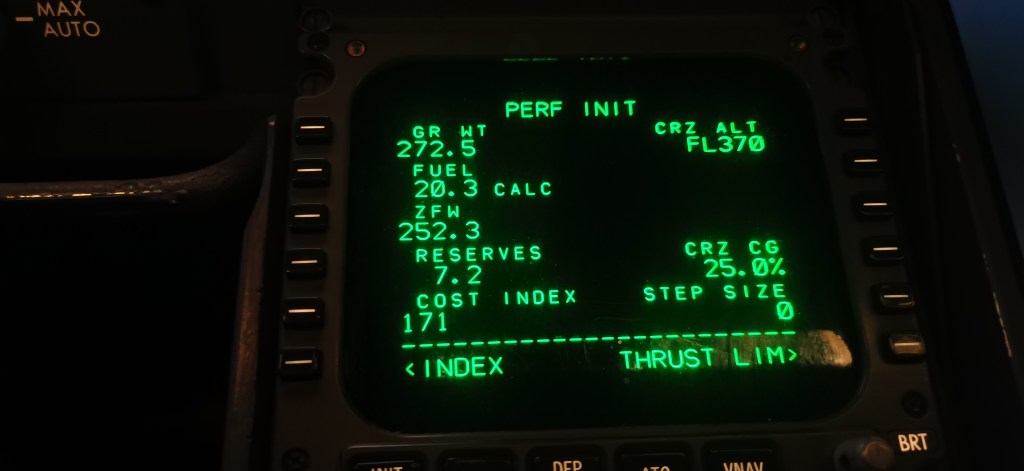 MAX
AUTO
PERF INIT
GR WT CRZ ALT
272.5 FL370
FUEL
20.3 CALC
ZFW
252.3
RESERVES CRZ CG
7.2 25.0%
COST INDEX STEP SIZE
171 0
<INDEX THRUST LIM>
BRT
DEP
VNAV